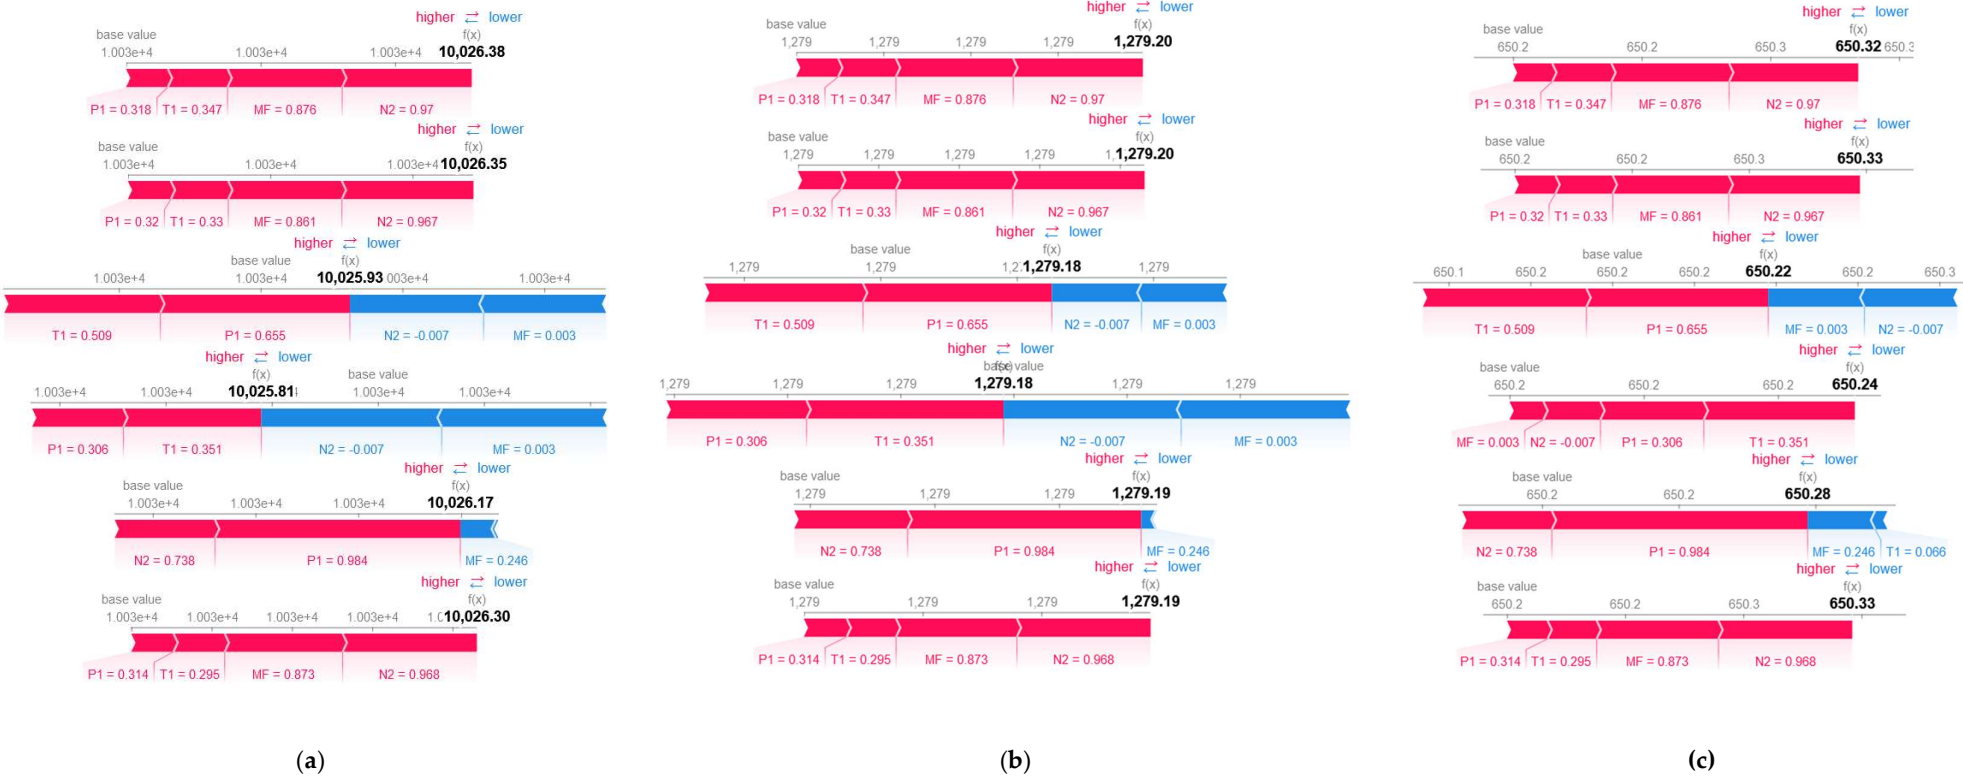 higher lower
base value f(x)
1.003e+4 1.003e+4 1.003e+4 10,026.38
P1 = 0.318 T1 = 0.347 MF = 0.876 N2 = 0.97
higher lower
base value f(x)
1.003e+4 1.003e+4 1.003e+4 10,026.35
P1 = 0.32 T1 = 0.33 MF = 0.861 N2 = 0.967
higher lower
base value f(x)
1.003e+4 1.003e+4 10,025.93 003e+4 1.003e+4
T1 = 0.509 P1 = 0.655 N2 = -0.007 MF = 0.003
higher lower
f(x) base value
1.003e+4 1.003e+4 10,025.81 1.003e+4 1.003e+4
P1 = 0.306 T1 = 0.351 N2 = -0.007 MF = 0.003
higher lower
base value f(x)
1.003e+4 1.003e+4 1.003e+4 10,026.17
N2 = 0.738 P1 = 0.984 MF = 0.246
higher lower
base value f(x)
1.003e+4 1.003e+4 1.003e+4 1.003e+4 1.0 10,026.30
P1 = 0.314 T1 = 0.295 MF = 0.873 N2 = 0.968
(a)
higher lower
base value f(x)
1,279 1,279 1,279 1,279 1,279.20
P1 = 0.318 T1 = 0.347 MF = 0.876 N2 = 0.97
higher lower
base value f(x)
1,279 1,279 1,279 1,279 1, 1,279.20
P1 = 0.32 T1 = 0.33 MF = 0.861 N2 = 0.967
higher lower
base value f(x)
1,279 1,279 1,279.18 1,279
T1 = 0.509 P1 = 0.655 N2 = -0.007 MF = 0.003
higher lower
f(x) base value
1,279 1,279 1,279 1,279.18 1,279 1,279
P1 = 0.306 T1 = 0.351 N2 = -0.007 MF = 0.003
higher lower
base value f(x)
1,279 1,279 1,279 1,279.19
N2 = 0.738 P1 = 0.984 MF = 0.246
higher lower
base value f(x)
1,279 1,279 1,279 1,279.19
P1 = 0.314 T1 = 0.295 MF = 0.873 N2 = 0.968
(b)
higher lower
base value f(x)
650.2 650.2 650.3 650.32 650.3
P1 = 0.318 T1 = 0.347 MF = 0.876 N2 = 0.97
higher lower
base value f(x)
650.2 650.2 650.3 650.33
P1 = 0.32 T1 = 0.33 MF = 0.861 N2 = 0.967
higher lower
base value f(x)
650.1 650.2 650.2 650.2 650.22 650.2 650.3
T1 = 0.509 P1 = 0.655 MF = 0.003 N2 = -0.007
higher lower
base value f(x)
650.2 650.2 650.2 650.24
MF = 0.003 N2 = -0.007 P1 = 0.306 T1 = 0.351
higher lower
base value f(x)
650.2 650.2 650.28
N2 = 0.738 P1 = 0.984 MF = 0.246 T1 = 0.066
higher lower
base value f(x)
650.2 650.2 650.3 650.33
P1 = 0.314 T1 = 0.295 MF = 0.873 N2 = 0.968
(c)